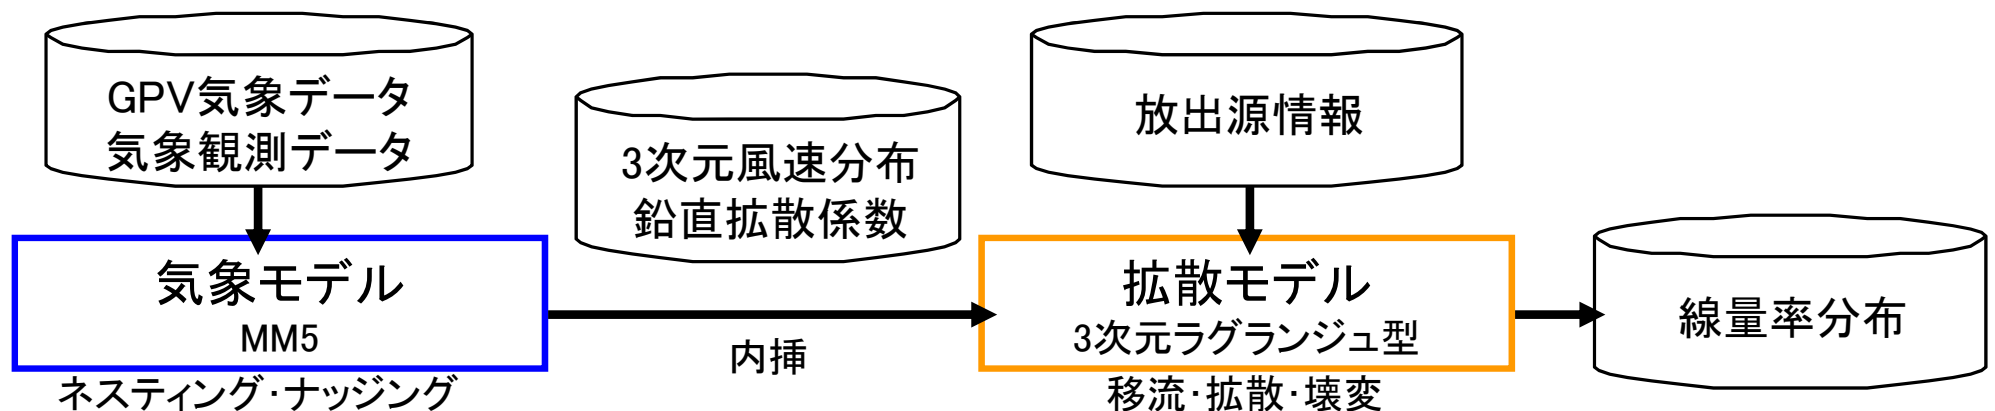 GPV気象データ
気象観測データ
3次元風速分布
鉛直拡散係数
放出源情報
気象モデル
MM5
ネスティング・ナッジング
内挿
拡散モデル
3次元ラグランジュ型
移流・拡散・壊変
線量率分布